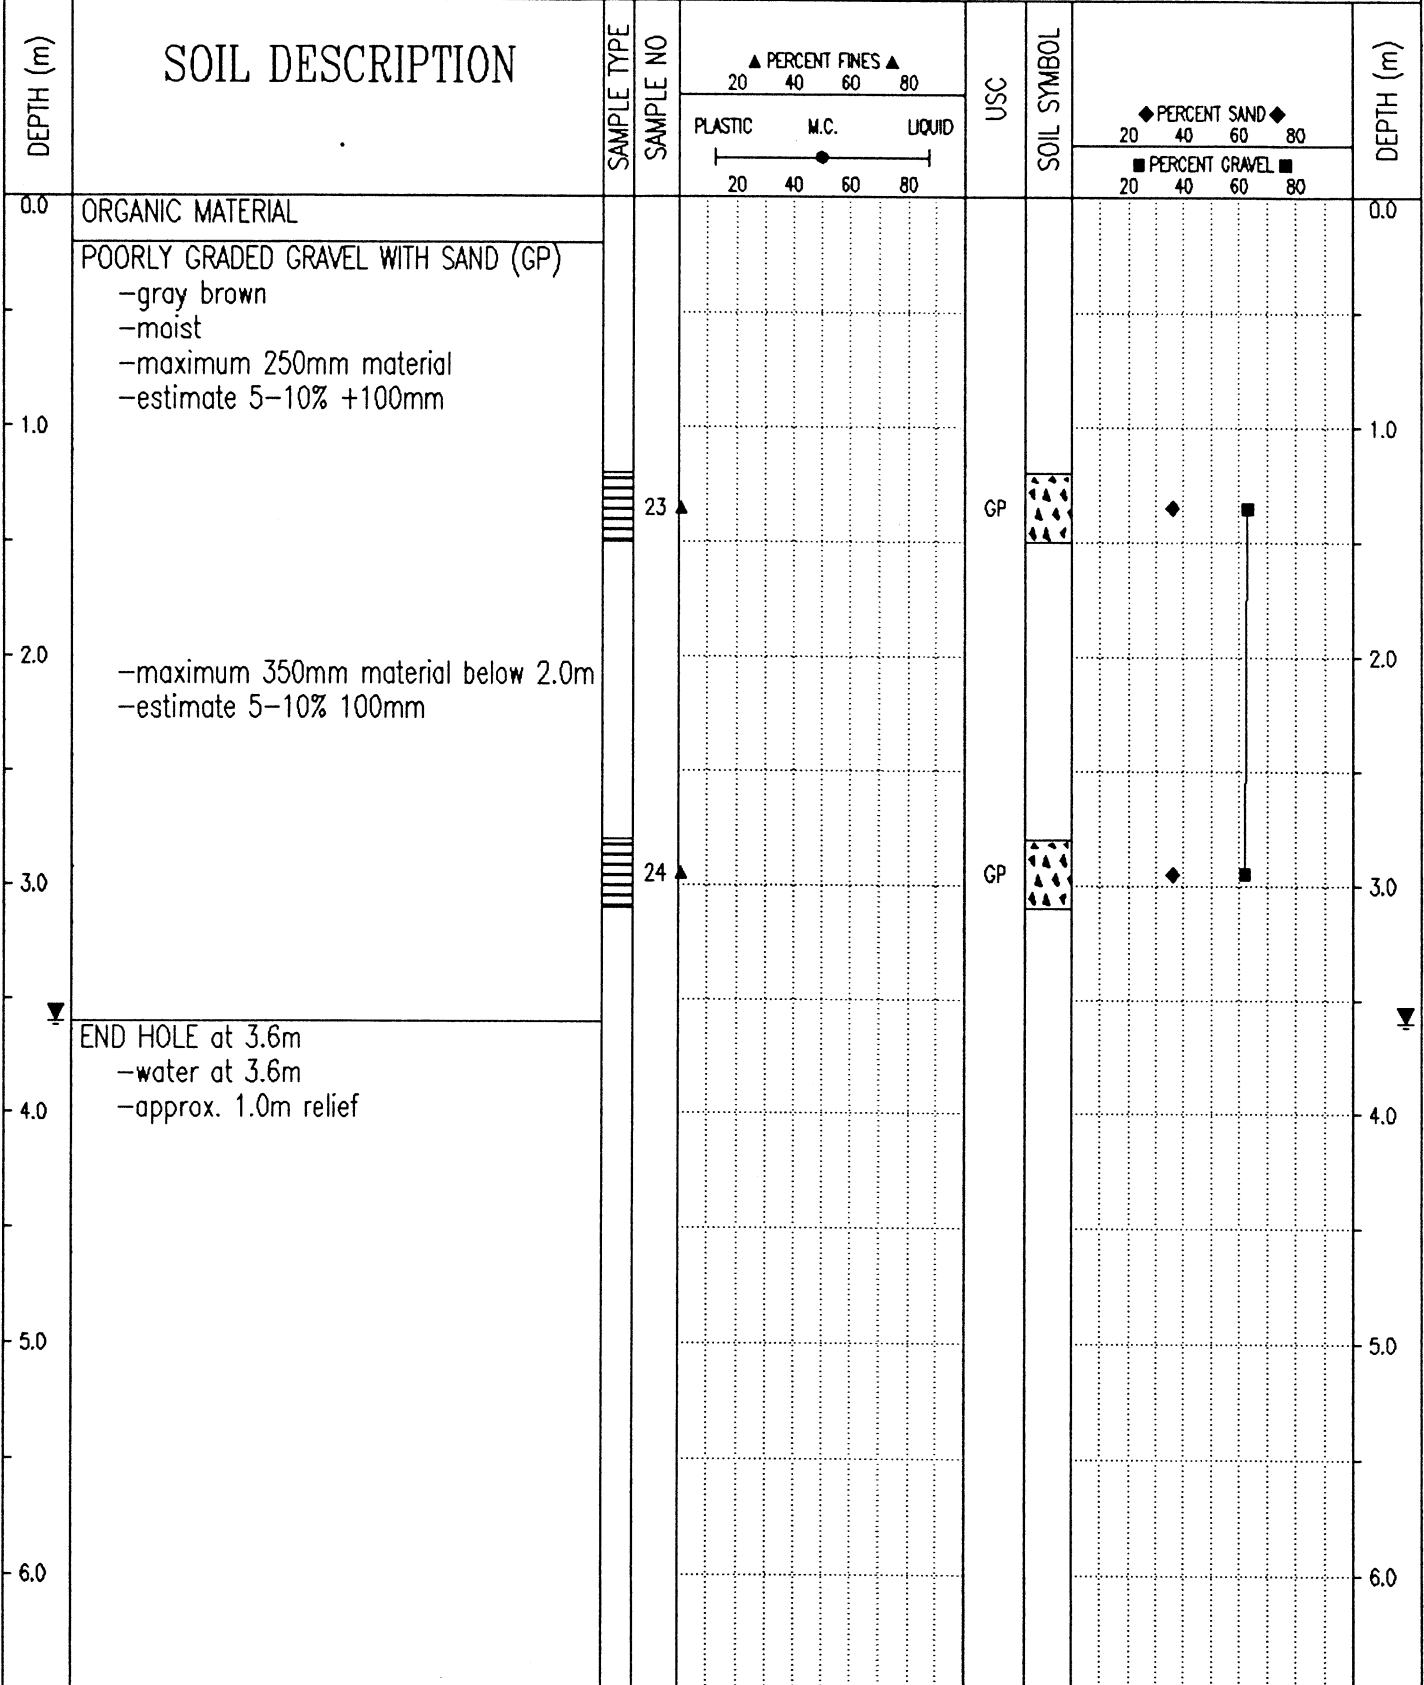 DEPTH (m)
SOIL DESCRIPTION
SAMPLE TYPE
SAMPLE NO
▲ PERCENT FINES ▲
20 40 60 80
PLASTIC M.C. LIQUID
20 40 60 80
USC
SOIL SYMBOL
◆ PERCENT SAND ◆
20 40 60 80
■ PERCENT GRAVEL ■
20 40 60 80
DEPTH (m)
0.0 ORGANIC MATERIAL 0.0
POORLY GRADED GRAVEL WITH SAND (GP)
-gray brown
-moist
-maximum 250mm material
-estimate 5-10% +100mm
1.0 1.0
23 GP
2.0 2.0
-maximum 350mm material below 2.0m
-estimate 5-10% 100mm
24 GP
3.0 3.0
END HOLE at 3.6m
-water at 3.6m
-approx. 1.0m relief
4.0 4.0
5.0 5.0
6.0 6.0